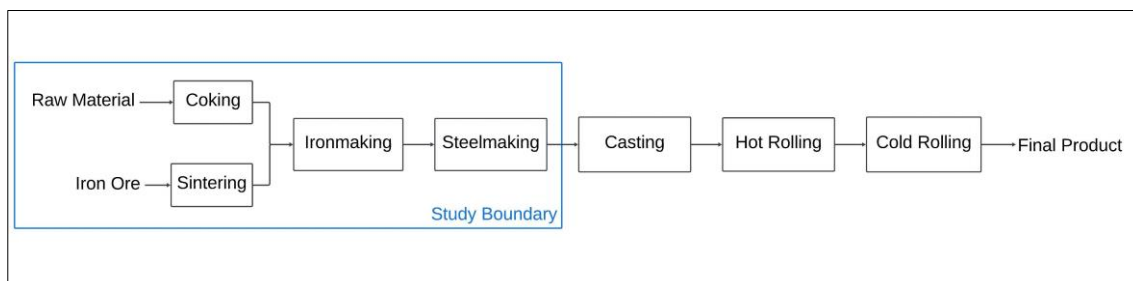 Raw Material
Coking
Iron Ore
Sintering
Ironmaking
Steelmaking
Study Boundary
Casting
Hot Rolling
Cold Rolling
Final Product